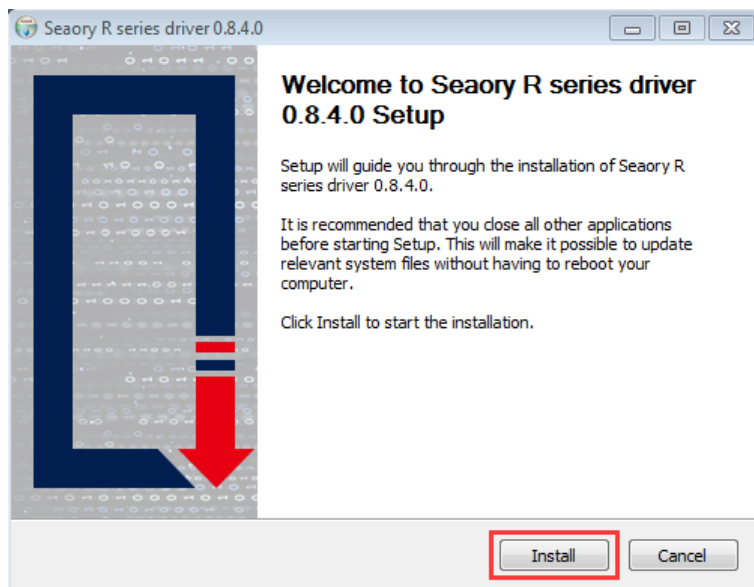 Seaory R series driver 0.8.4.0
Welcome to Seaory R series driver
0.8.4.0 Setup
Setup will guide you through the installation of Seaory R
series driver 0.8.4.0.
It is recommended that you close all other applications
before starting Setup. This will make it possible to update
relevant system files without having to reboot your
computer.
Click Install to start the installation.
Install
Cancel